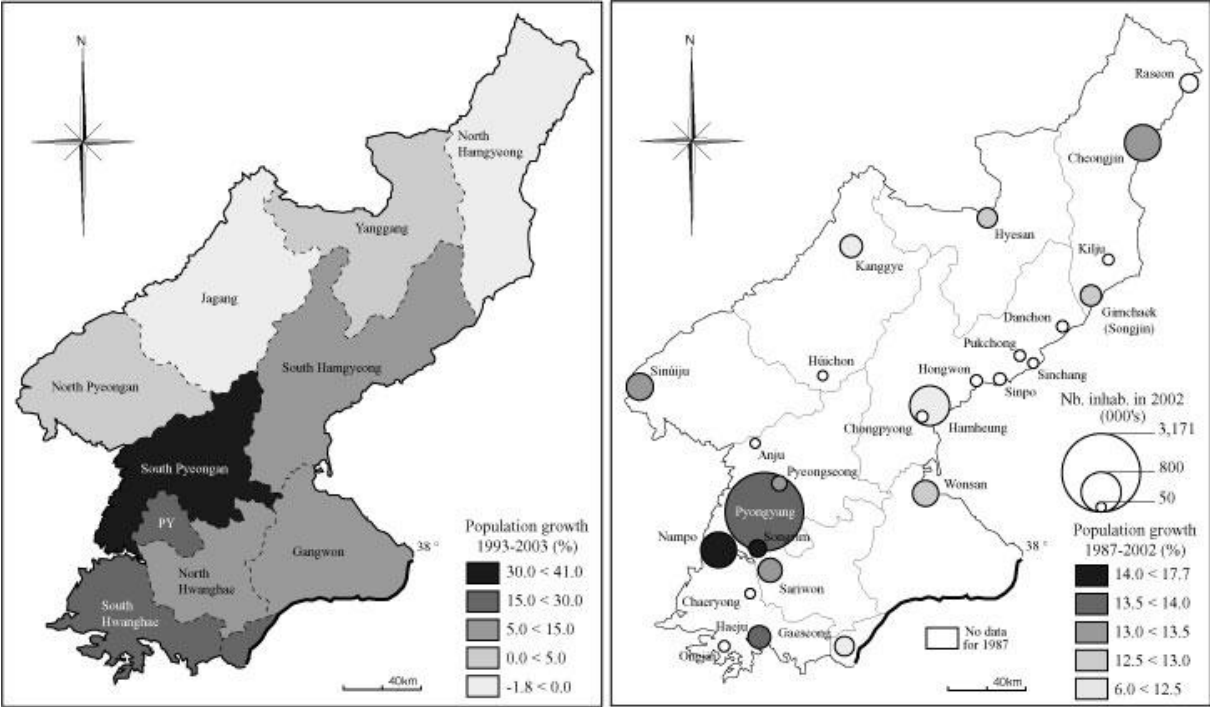 N
North
Hamgyeong
Yanggang
Jagang
South Hamgyeong
North Pyeongan
South Pyeongan
PY
Gangwon
North
Hwanghae
South
Hwanghae
38 °
Population growth
1993-2003 (%)
30.0 < 41.0
15.0 < 30.0
5.0 < 15.0
0.0 < 5.0
-1.8 < 0.0
40km
N
Raseon
Cheongjin
Hyesan
Kilju
Kanggye
Gimchaek
(Songjin)
Danchon
Pukchong
Húichon
Hongwon
Sinchang
Sinpo
Sinúiju
Chongpyong
Hamheung
Anju
Pyeongseong
Wonsan
Pyongyang
Nampo
Songrim
Sariwon
Chaeryong
Haeju
Gaeseong
Ongjin
38 °
Nb. inhab. in 2002
(000's)
3,171
800
50
Population growth
1987-2002 (%)
14.0 < 17.7
13.5 < 14.0
13.0 < 13.5
12.5 < 13.0
6.0 < 12.5
No data
for 1987
40km